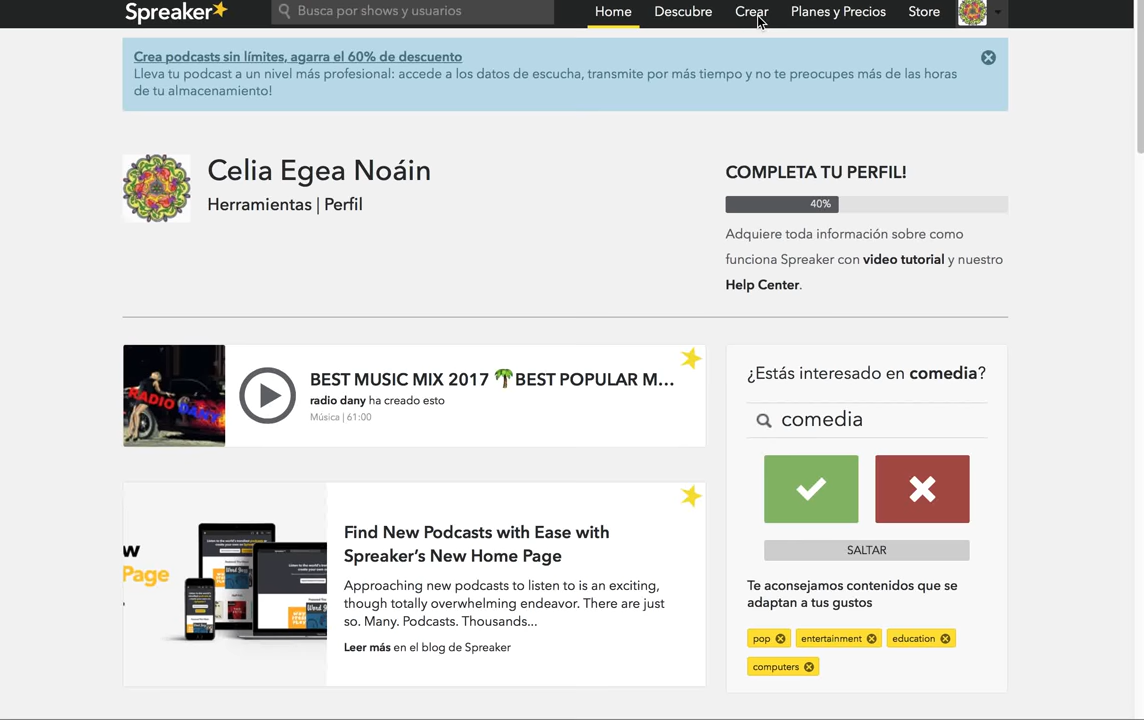 Spreaker
Busca por shows y usuarios
Home
Descubre
Crear
Planes y Precios
Store
Crea podcasts sin límites, agarra el 60% de descuento
Lleva tu podcast a un nivel más profesional: accede a los datos de escucha, transmite por más tiempo y no te preocupes más de las horas
de tu almacenamiento!
Celia Egea Noáin
Herramientas | Perfil
COMPLETA TU PERFIL!
40%
Adquiere toda información sobre como
funciona Spreaker con video tutorial y nuestro
Help Center.
RADIO DANY
BEST MUSIC MIX 2017 🌴BEST POPULAR M...
radio dany ha creado esto
Música | 61:00
¿Estás interesado en comedia?
comedia
SALTAR
Te aconsejamos contenidos que se
adaptan a tus gustos
pop
entertainment
education
computers
w
Page
Find New Podcasts with Ease with
Spreaker's New Home Page
Approaching new podcasts to listen to is an exciting,
though totally overwhelming endeavor. There are just
so. Many. Podcasts. Thousands...
Leer más en el blog de Spreaker